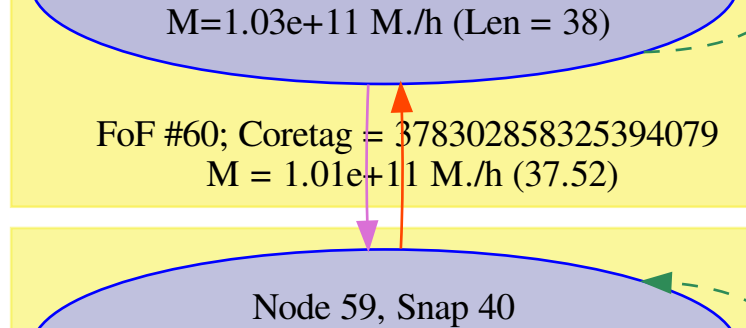 M=1.03e+11 M./h (Len = 38)
FoF #60; Coretag = 378302858325394079
M = 1.01e+11 M./h (37.52)
Node 59, Snap 40